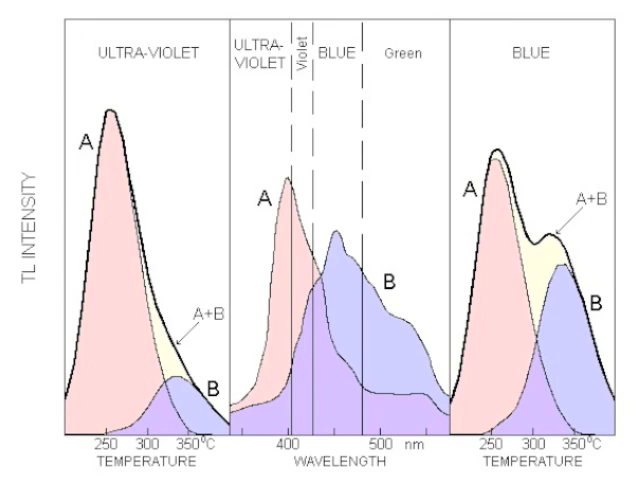 ULTRA-VIOLET
A
A+B
B
250 300 350°C
TEMPERATURE
TL INTENSITY
ULTRA-
VIOLET
Violet
BLUE
Green
A
B
400 500 nm
WAVELENGTH
BLUE
A
A+B
B
250 300 350°C
TEMPERATURE